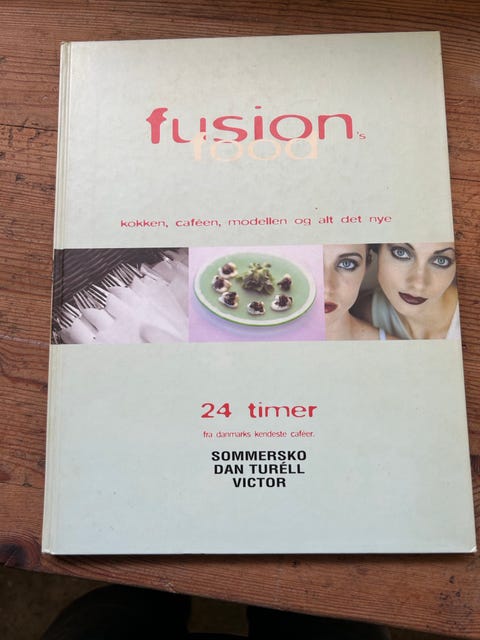 fusion's
food
kokken, caféen, modellen og alt det nye
24 timer
fra danmarks kendeste caféer.
SOMMERSKO
DAN TURÉLL
VICTOR